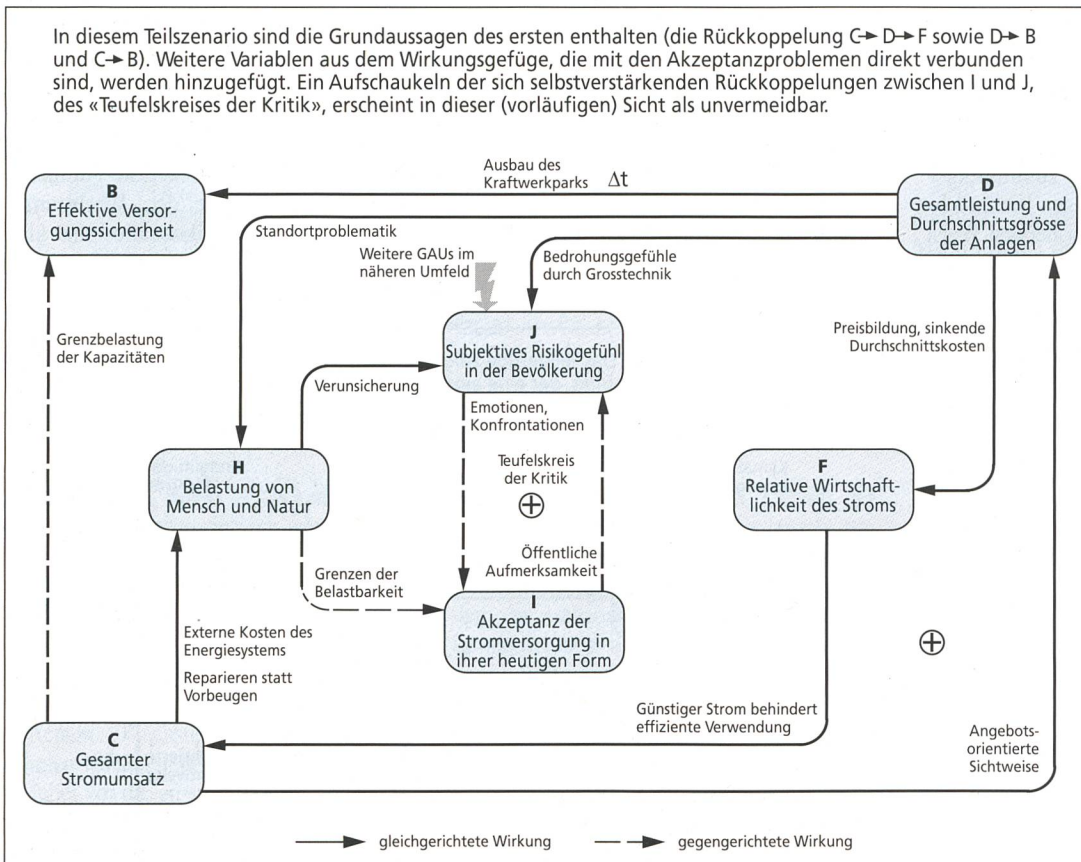 In diesem Teilszenario sind die Grundaussagen des ersten enthalten (die Rückkoppelung C→ D→ F sowie D→ B
und C→ B). Weitere Variablen aus dem Wirkungsgefüge, die mit den Akzeptanzproblemen direkt verbunden
sind, werden hinzugefügt. Ein Aufschaukeln der sich selbstverstärkenden Rückkoppelungen zwischen I und J,
des «Teufelskreises der Kritik», erscheint in dieser (vorläufigen) Sicht als unvermeidbar.
Ausbau des
Kraftwerkparks Δt
B
Effektive Versor-
gungssicherheit
D
Gesamtleistung und
Durchschnittsgrösse
der Anlagen
Standortproblematik
Weitere GAUs im
näheren Umfeld
Bedrohungsgefühle
durch Grosstechnik
Grenzbelastung
der Kapazitäten
J
Subjektives Risikogefühl
in der Bevölkerung
Preisbildung, sinkende
Durchschnittskosten
Verunsicherung
Emotionen,
Konfrontationen
Teufelskreis
der Kritik
⊕
H
Belastung von
Mensch und Natur
F
Relative Wirtschaft-
lichkeit des Stroms
Öffentliche
Aufmerksamkeit
Grenzen der
Belastbarkeit
I
Akzeptanz der
Stromversorgung in
ihrer heutigen Form
Externe Kosten des
Energiesystems
Reparieren statt
Vorbeugen
⊕
Günstiger Strom behindert
effiziente Verwendung
Angebots-
orientierte
Sichtweise
C
Gesamter
Stromumsatz
gleichgerichtete Wirkung
gegengerichtete Wirkung